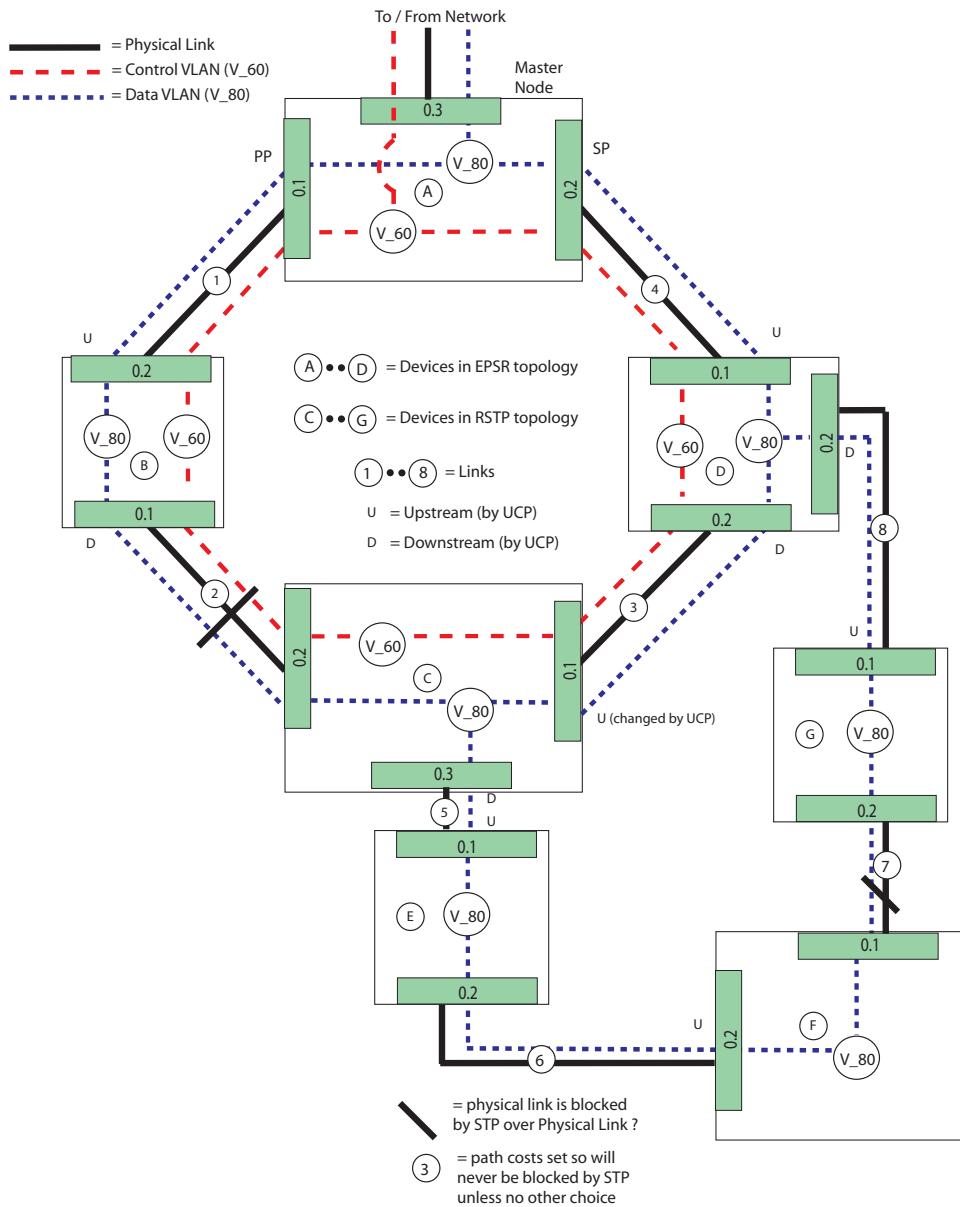 To / From Network
= Physical Link
= Control VLAN (V_60)
= Data VLAN (V_80)
Master
Node
0.3
PP
SP
V_80
0.1
0.2
A
V_60
1
4
U
U
0.2
0.1
A •• D = Devices in EPSR topology
V_80
V_60
B
V_60
V_80
D
0.2
D
C •• G = Devices in RSTP topology
1 •• 8 = Links
0.1
0.2
U = Upstream (by UCP)
8
D
D = Downstream (by UCP)
D
2
3
0.2
V_60
0.1
U
0.1
C
V_80
U (changed by UCP)
G
V_80
0.3
D
5
U
0.2
0.1
7
E
V_80
0.1
0.2
U
0.2
F
V_80
6
= physical link is blocked
by STP over Physical Link ?
3
= path costs set so will
never be blocked by STP
unless no other choice